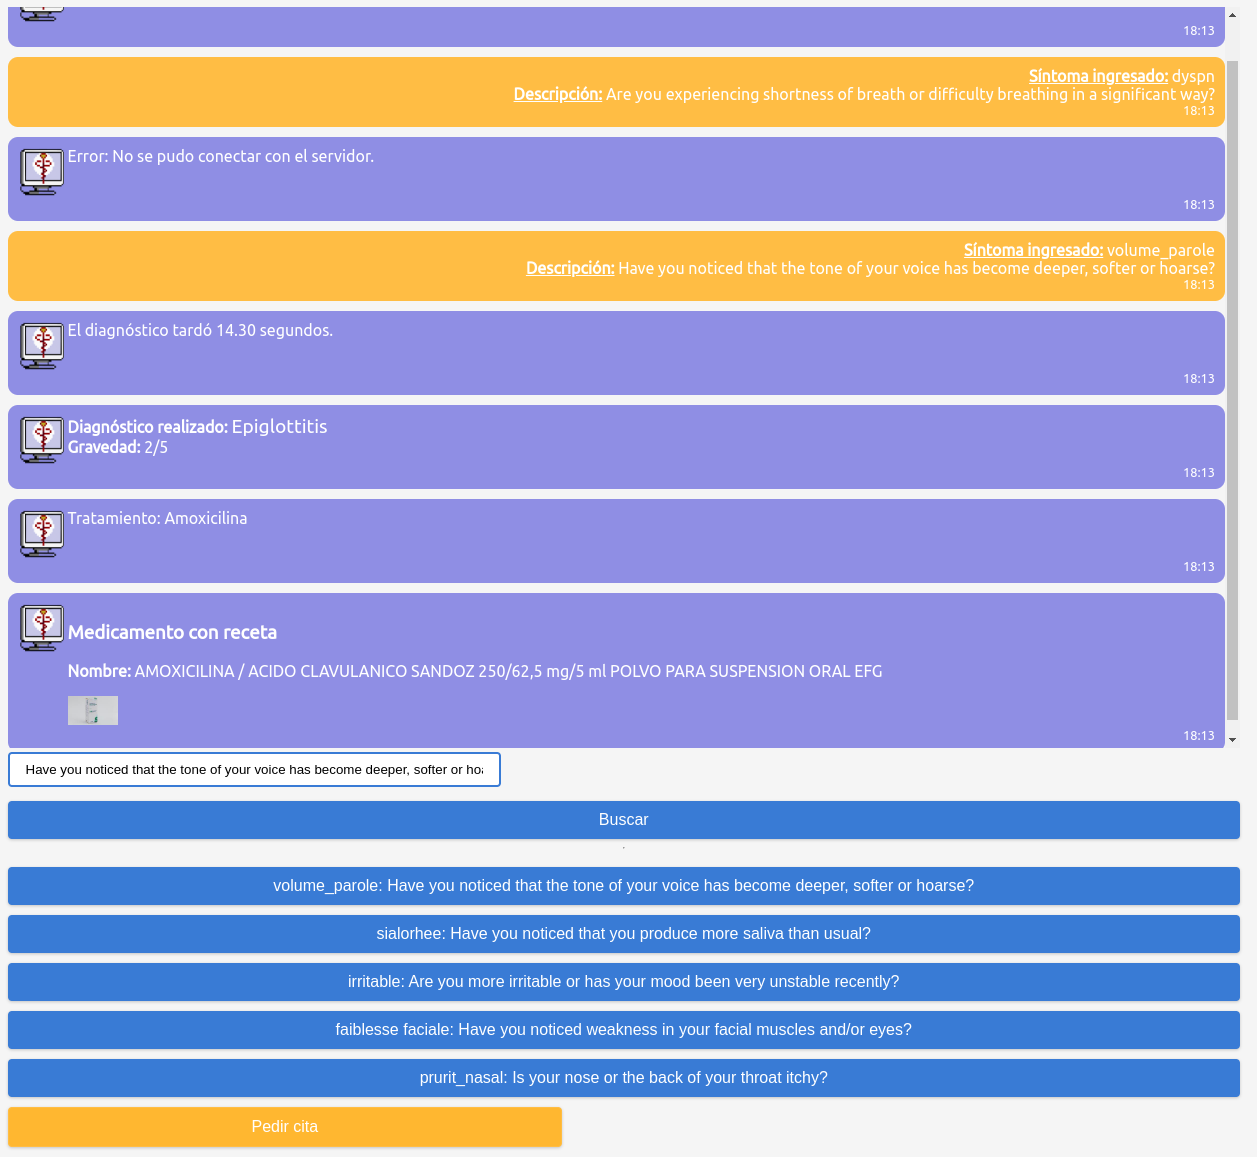 18:13
Síntoma ingresado: dyspn
Descripción: Are you experiencing shortness of breath or difficulty breathing in a significant way?
18:13
Error: No se pudo conectar con el servidor.
18:13
Síntoma ingresado: volume_parole
Descripción: Have you noticed that the tone of your voice has become deeper, softer or hoarse?
18:13
El diagnóstico tardó 14.30 segundos.
18:13
Diagnóstico realizado: Epiglottitis
Gravedad: 2/5
18:13
Tratamiento: Amoxicilina
18:13
Medicamento con receta
Nombre: AMOXICILINA / ACIDO CLAVULANICO SANDOZ 250/62,5 mg/5 ml POLVO PARA SUSPENSION ORAL EFG
18:13
Have you noticed that the tone of your voice has become deeper, softer or hoa
Buscar
volume_parole: Have you noticed that the tone of your voice has become deeper, softer or hoarse?
sialorhee: Have you noticed that you produce more saliva than usual?
irritable: Are you more irritable or has your mood been very unstable recently?
faiblesse faciale: Have you noticed weakness in your facial muscles and/or eyes?
prurit_nasal: Is your nose or the back of your throat itchy?
Pedir cita